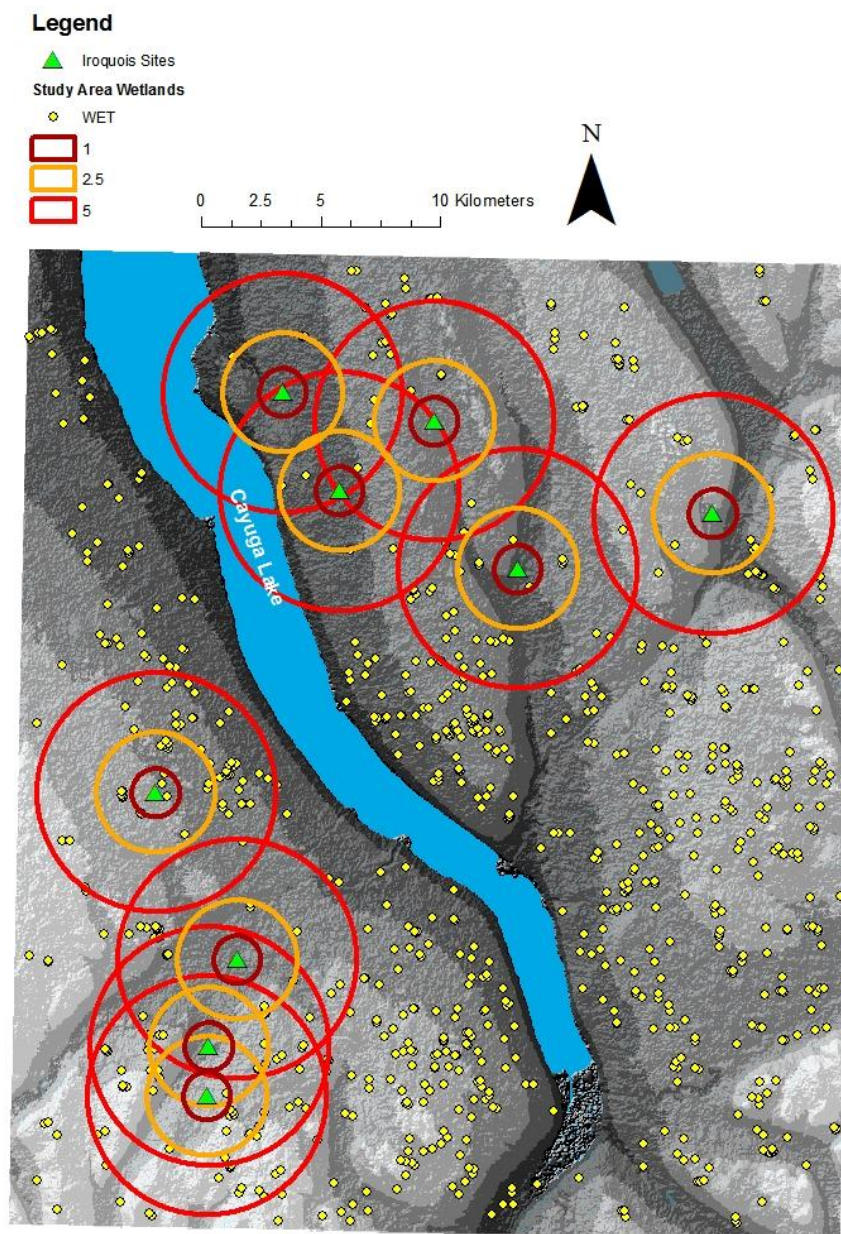 Legend
Iroquois Sites
Study Area Wetlands
WET
1
2.5
5
N
0 2.5 5 10 Kilometers
Cayuga Lake